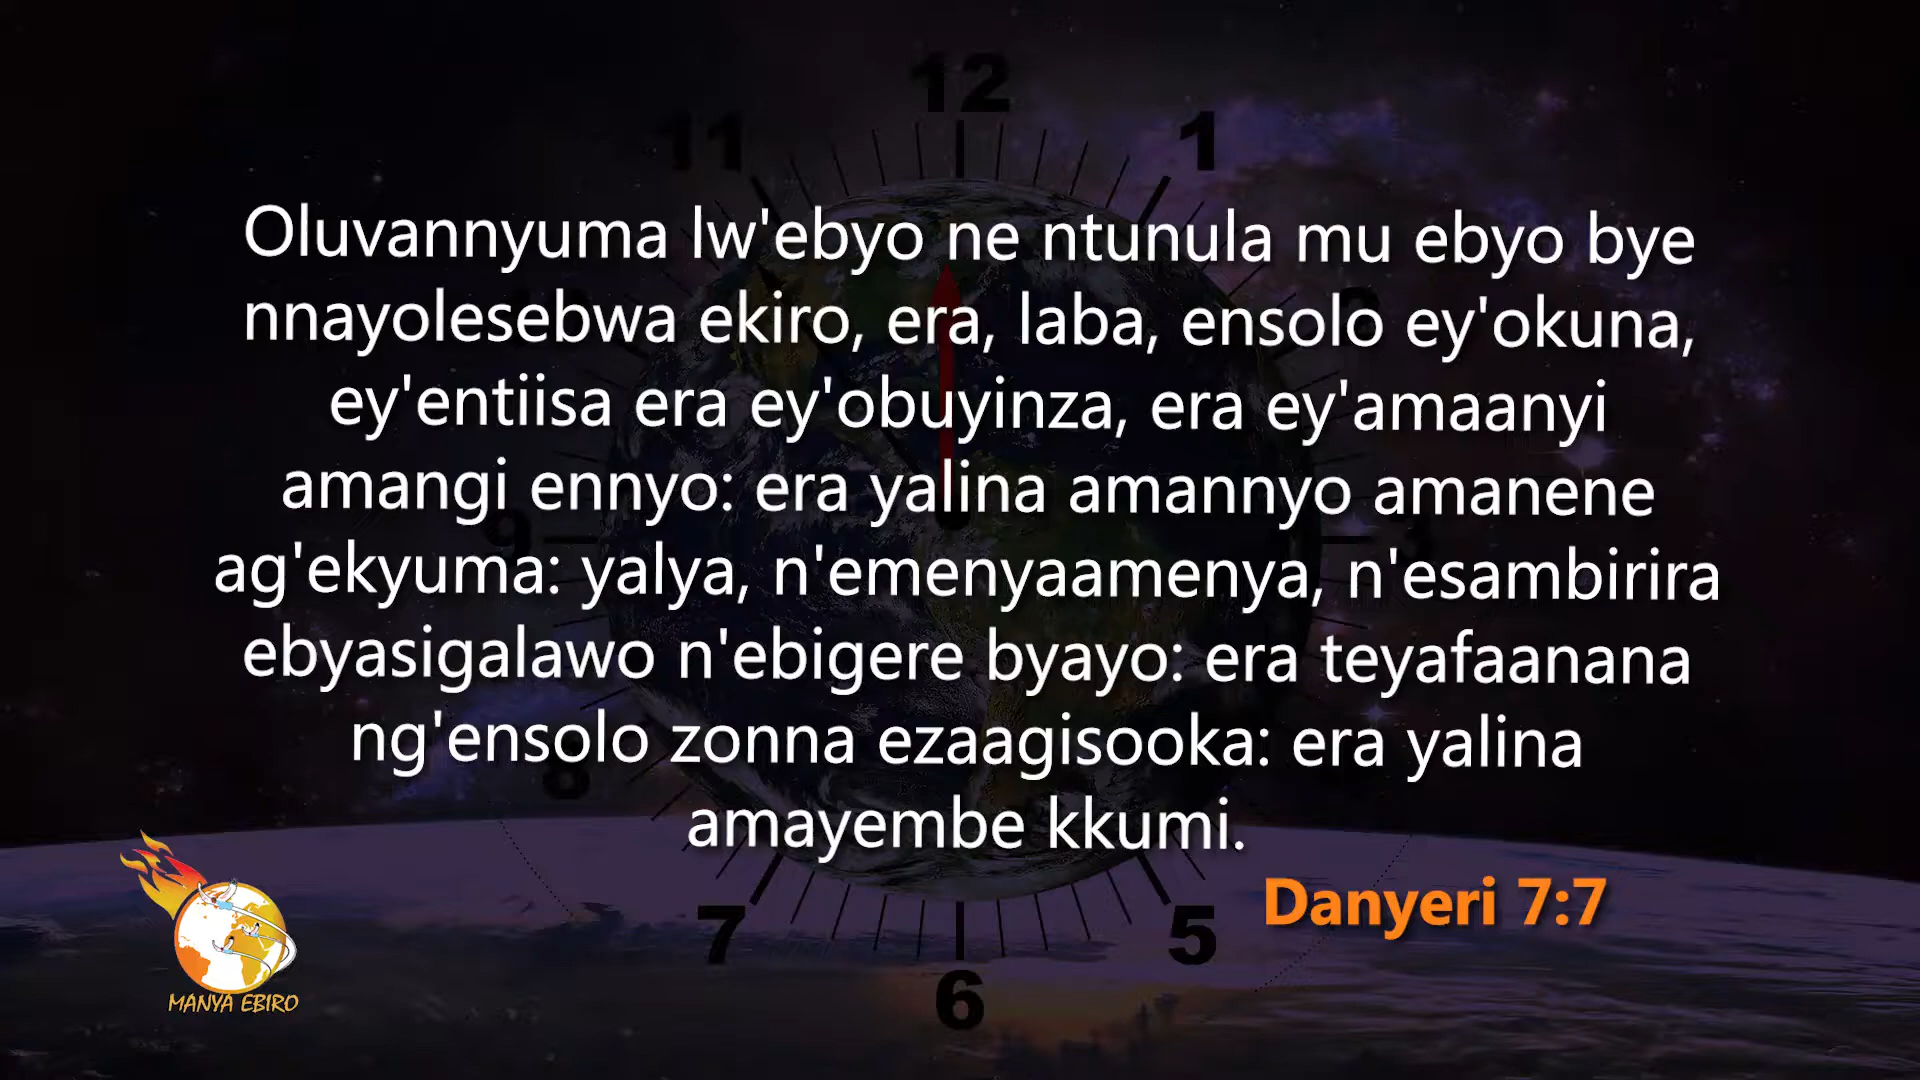 12
11
1
Oluvannyuma lw'ebyo ne ntunula mu ebyo bye
nnayolesebwa ekiro, era, laba, ensolo ey'okuna,
ey'entiisa era ey'obuyinza, era ey'amaanyi
amangi ennyo: era yalina amannyo amanene
ag'ekyuma: yalya, n'emenyaamenya, n'esambirira
ebyasigalawo n'ebigere byayo: era teyafaanana
ng'ensolo zonna ezaagisooka: era yalina
amayembe kkumi.
Danyeri 7:7
9
3
8
7
5
6
MANYA EBIRO